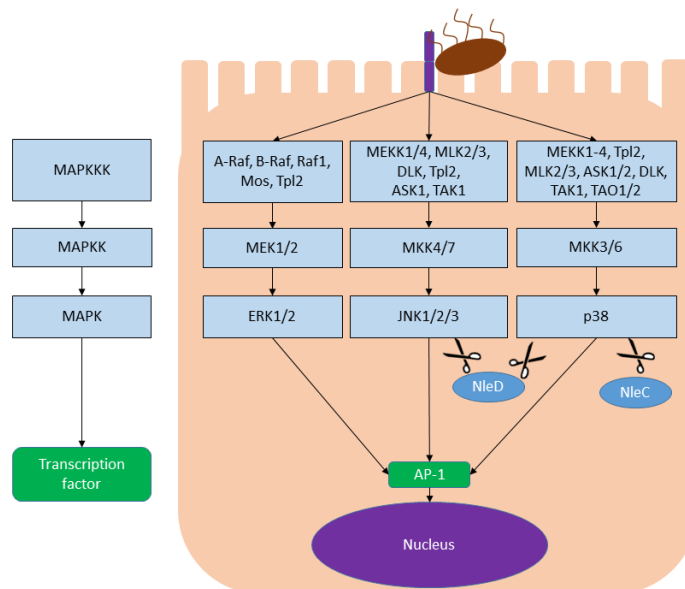 MAPKKK
A-Raf, B-Raf, Raf1,
Mos, Tpl2
MEKK1/4, MLK2/3,
DLK, Tpl2,
ASK1, TAK1
MEKK1-4, Tpl2,
MLK2/3, ASK1/2, DLK,
TAK1, TAO1/2
MAPKK
MEK1/2
MKK4/7
MKK3/6
MAPK
ERK1/2
JNK1/2/3
p38
NleD
NleC
Transcription
factor
AP-1
Nucleus